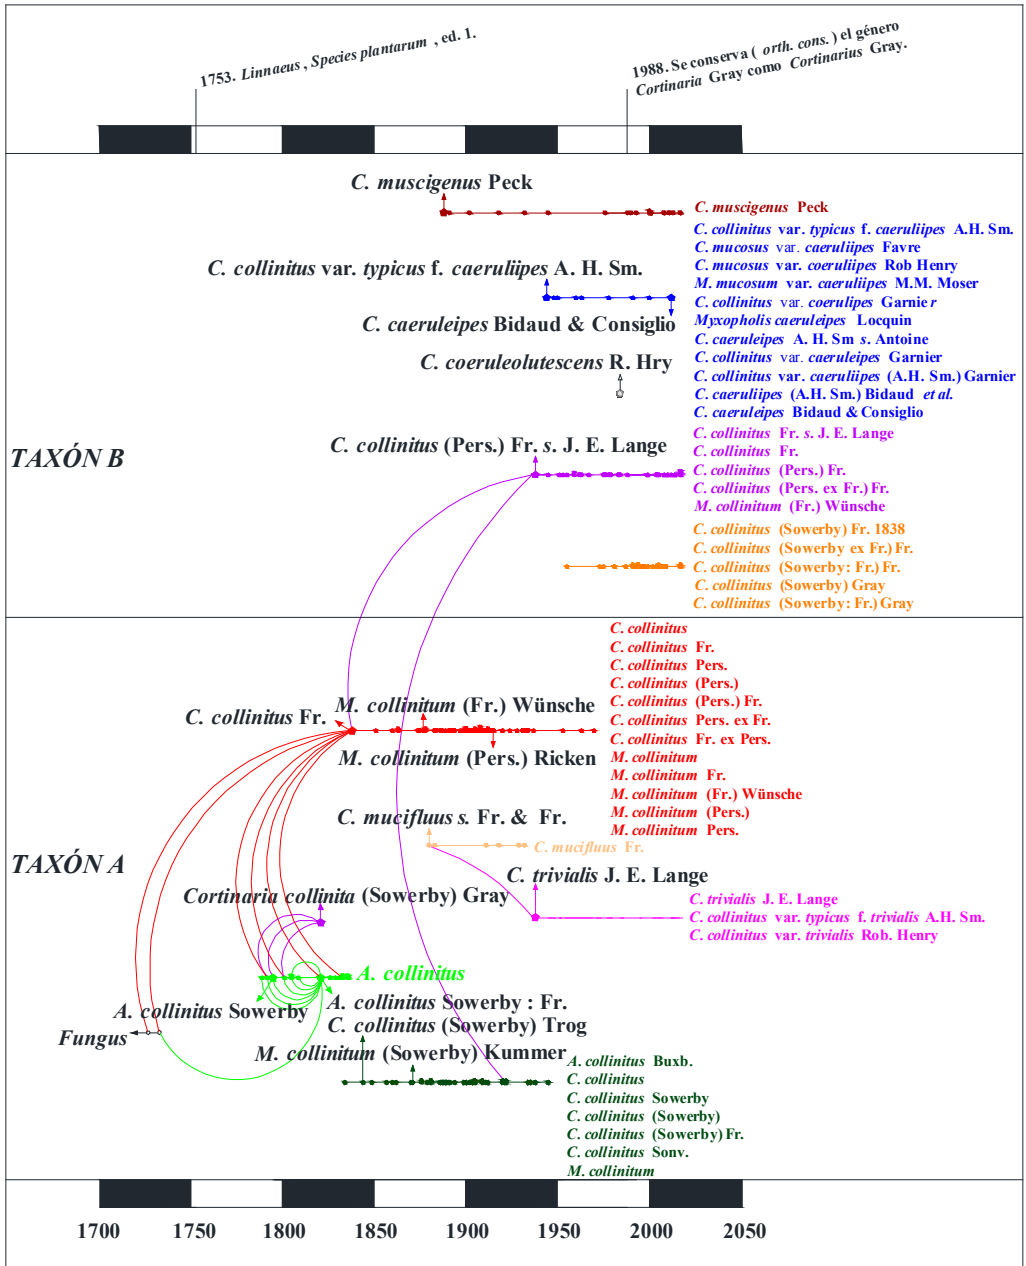 1753. Linnaeus , Species plantarum , ed. 1.
1988. Se conserva ( orth. cons. ) el género
Cortinaria Gray como Cortinarius Gray.
C. muscigenus Peck
C. muscigenus Peck
C. collinitus var. typicus f. caeruliipes A.H. Sm.
C. mucosus var. caeruliipes Favre
C. mucosus var. coeruliipes Rob Henry
M. mucosum var. caeruliipes M.M. Moser
C. collinitus var. coerulipes Garnier
Myxopholis caeruleipes Locquin
C. caeruleipes A. H. Sm s. Antoine
C. collinitus var. caeruleipes Garnier
C. collinitus var. caeruliipes (A.H. Sm.) Garnier
C. caeruliipes (A.H. Sm.) Bidaud et al.
C. caeruleipes Bidaud & Consiglio
C. collinitus var. typicus f. caeruliipes A. H. Sm.
C. caeruleipes Bidaud & Consiglio
C. coeruleolutescens R. Hry
TAXÓN B
C. collinitus (Pers.) Fr. s. J. E. Lange
C. collinitus Fr. s. J. E. Lange
C. collinitus Fr.
C. collinitus (Pers.) Fr.
C. collinitus (Pers. ex Fr.) Fr.
M. collinitum (Fr.) Wünsche
C. collinitus (Sowerby) Fr. 1838
C. collinitus (Sowerby ex Fr.) Fr.
C. collinitus (Sowerby: Fr.) Fr.
C. collinitus (Sowerby) Gray
C. collinitus (Sowerby: Fr.) Gray
C. collinitus
C. collinitus Fr.
C. collinitus Pers.
C. collinitus (Pers.)
C. collinitus (Pers.) Fr.
C. collinitus Pers. ex Fr.
C. collinitus Fr. ex Pers.
M. collinitum
M. collinitum Fr.
M. collinitum (Fr.) Wünsche
M. collinitum (Pers.)
M. collinitum Pers.
C. collinitus Fr.
M. collinitum (Fr.) Wünsche
M. collinitum (Pers.) Ricken
C. mucifluus s. Fr. & Fr.
C. mucifluus Fr.
TAXÓN A
C. trivialis J. E. Lange
C. trivialis J. E. Lange
C. collinitus var. typicus f. trivialis A.H. Sm.
C. collinitus var. trivialis Rob. Henry
Cortinaria collinita (Sowerby) Gray
A. collinitus
A. collinitus Sowerby
A. collinitus Sowerby : Fr.
C. collinitus (Sowerby) Trog
Fungus
M. collinitum (Sowerby) Kummer
A. collinitus Buxb.
C. collinitus
C. collinitus Sowerby
C. collinitus (Sowerby)
C. collinitus (Sowerby) Fr.
C. collinitus Sonv.
M. collinitum
1700 1750 1800 1850 1900 1950 2000 2050